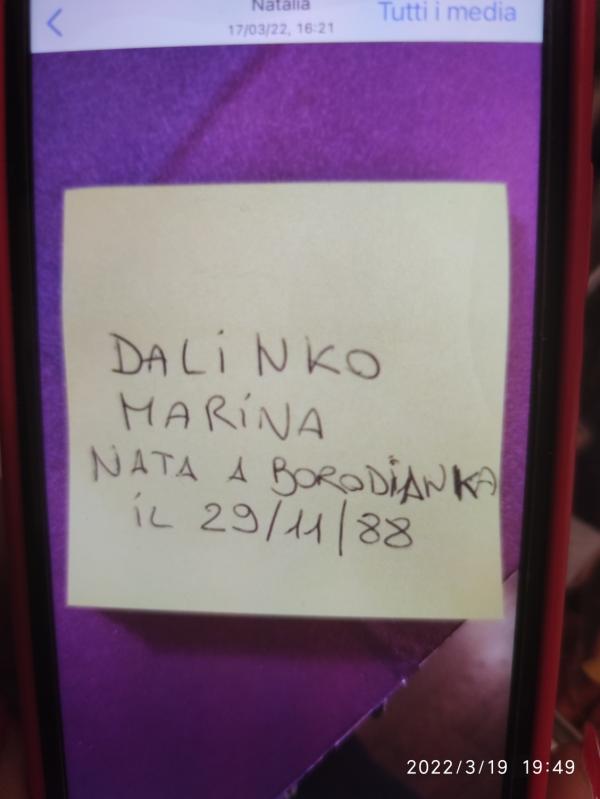 Natalia
Tutti i media
17/03/22, 16:21
DALiNKO
MARiNA
NATA A BORODiANKA
iL 29/11/88
2022/3/19 19:49